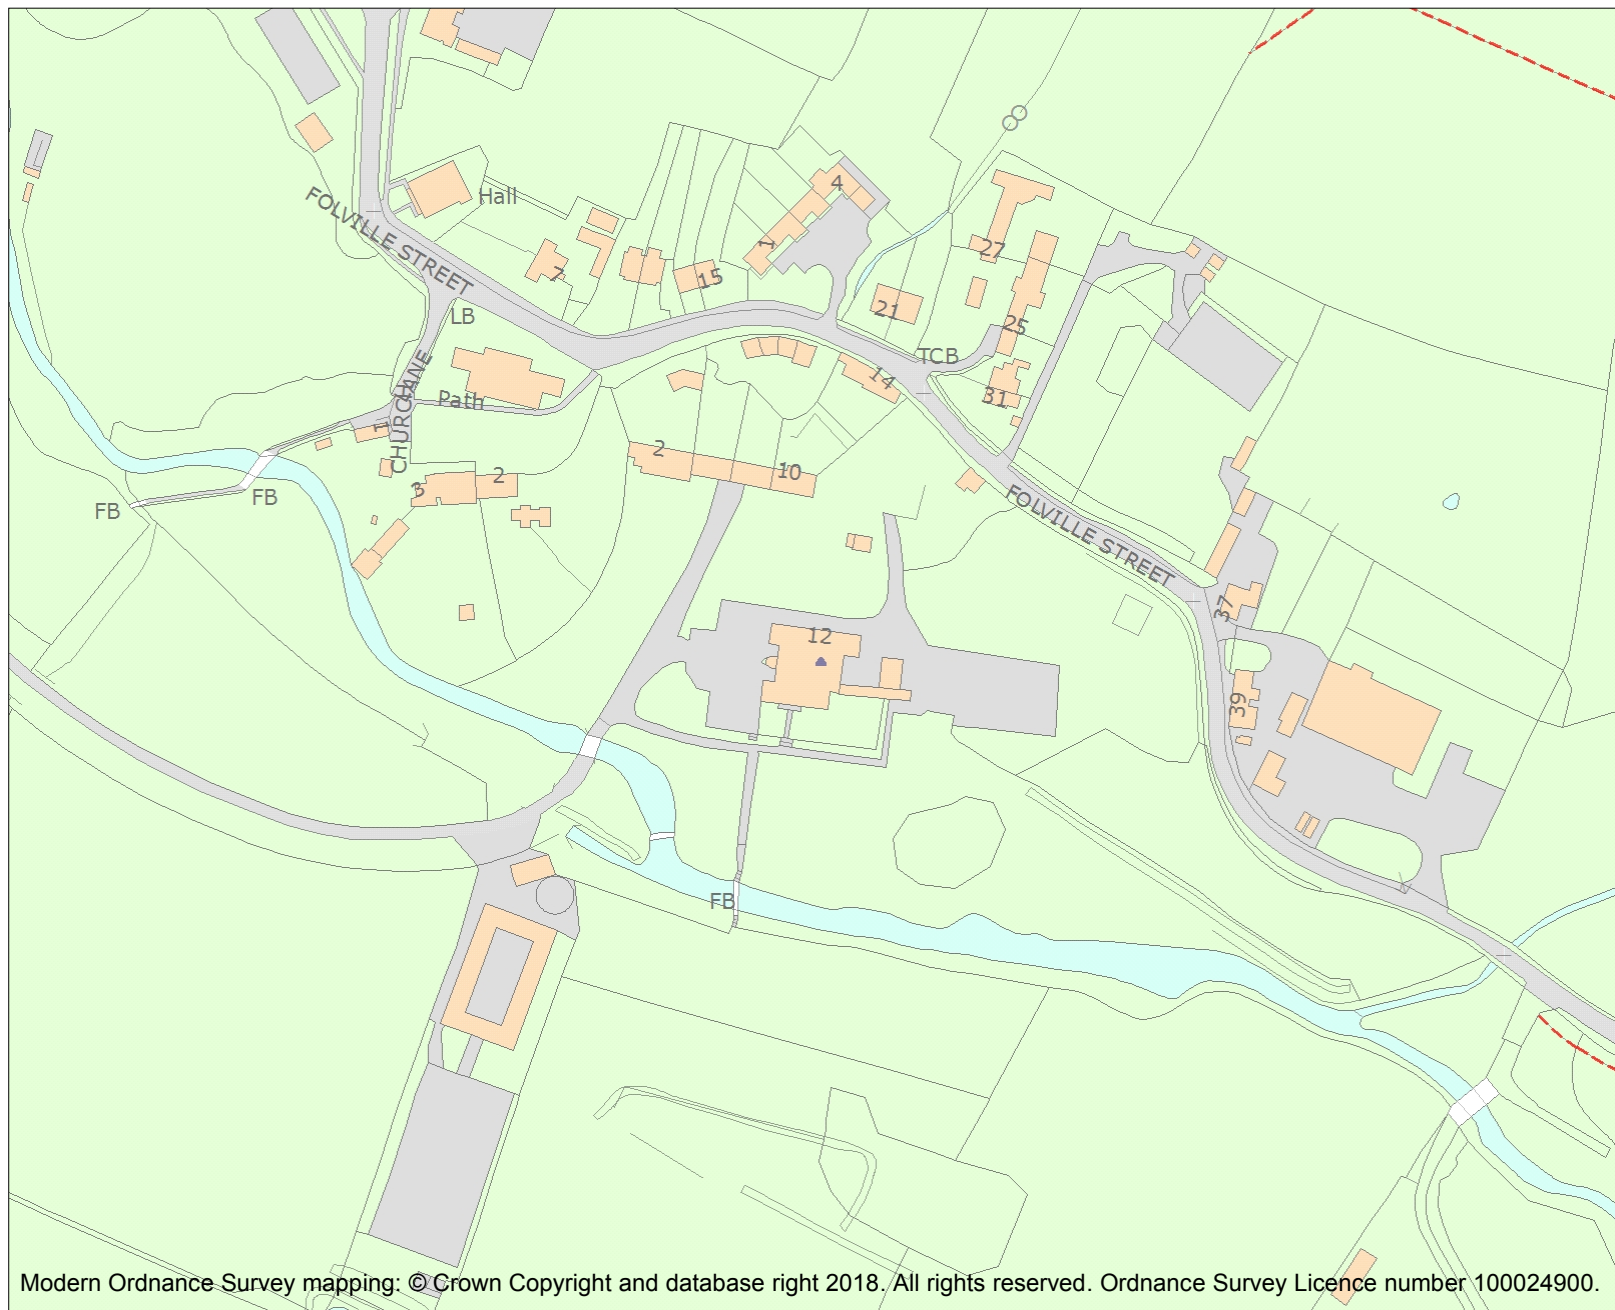 4
Hall
FOLVILLE STREET
1
27
7
15
21
LB
25
TCB
14
31
CHURCH LANE
Path
1
2
10
3
2
FB
FB
FOLVILLE STREET
37
12
39
FB
Modern Ordnance Survey mapping: © Crown Copyright and database right 2018. All rights reserved. Ordnance Survey Licence number 100024900.